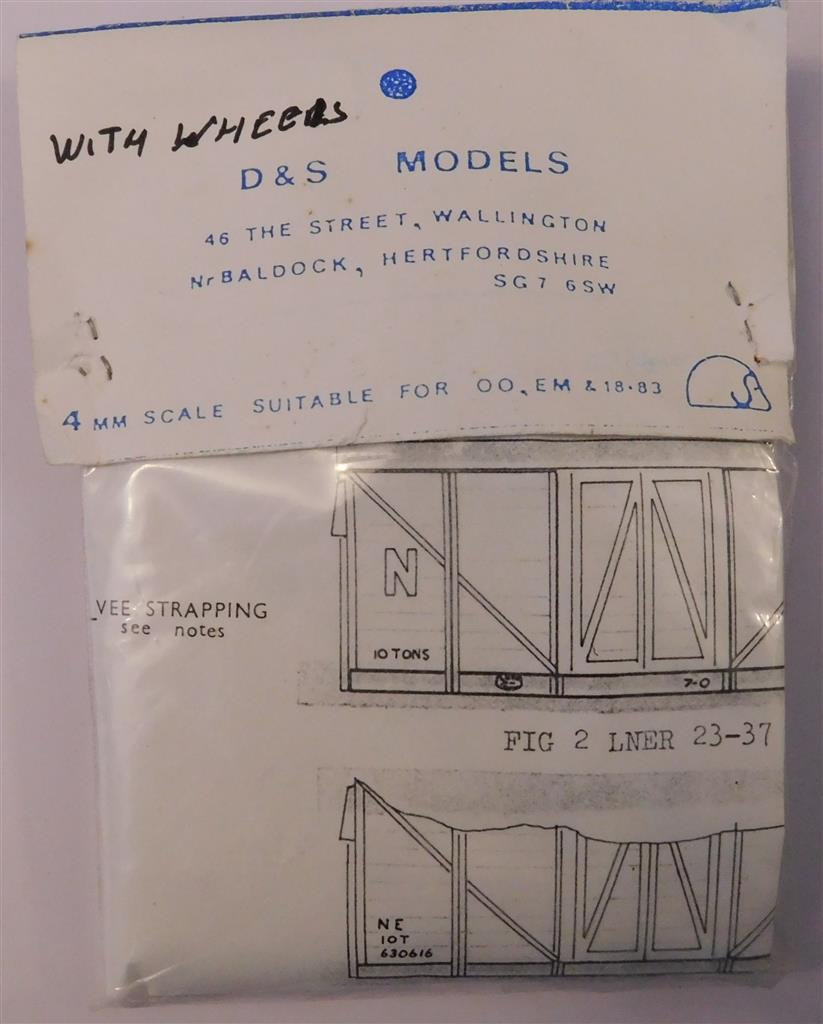 WITH WHEELS
D & S MODELS
46 THE STREET, WALLINGTON
Nr BALDOCK, HERTFORDSHIRE
SG7 6SW
4 MM SCALE SUITABLE FOR OO, EM & 18·83
VEE STRAPPING
see notes
N
10 TONS
7-0
FIG 2 LNER 23-37
NE
10T
630616